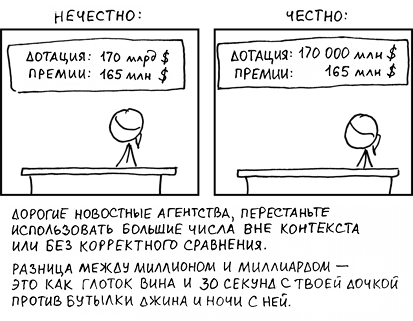 НЕЧЕСТНО:
ДОТАЦИЯ: 170 млрд $
ПРЕМИИ: 165 млн $
ЧЕСТНО:
ДОТАЦИЯ: 170 000 млн $
ПРЕМИИ: 165 млн $
ДОРОГИЕ НОВОСТНЫЕ АГЕНТСТВА, ПЕРЕСТАНЬТЕ
ИСПОЛЬЗОВАТЬ БОЛЬШИЕ ЧИСЛА ВНЕ КОНТЕКСТА
ИЛИ БЕЗ КОРРЕКТНОГО СРАВНЕНИЯ.
РАЗНИЦА МЕЖДУ МИЛЛИОНОМ И МИЛЛИАРДОМ —
ЭТО КАК ГЛОТОК ВИНА И 30 СЕКУНД С ТВОЕЙ ДОЧКОЙ
ПРОТИВ БУТЫЛКИ ДЖИНА И НОЧИ С НЕЙ.